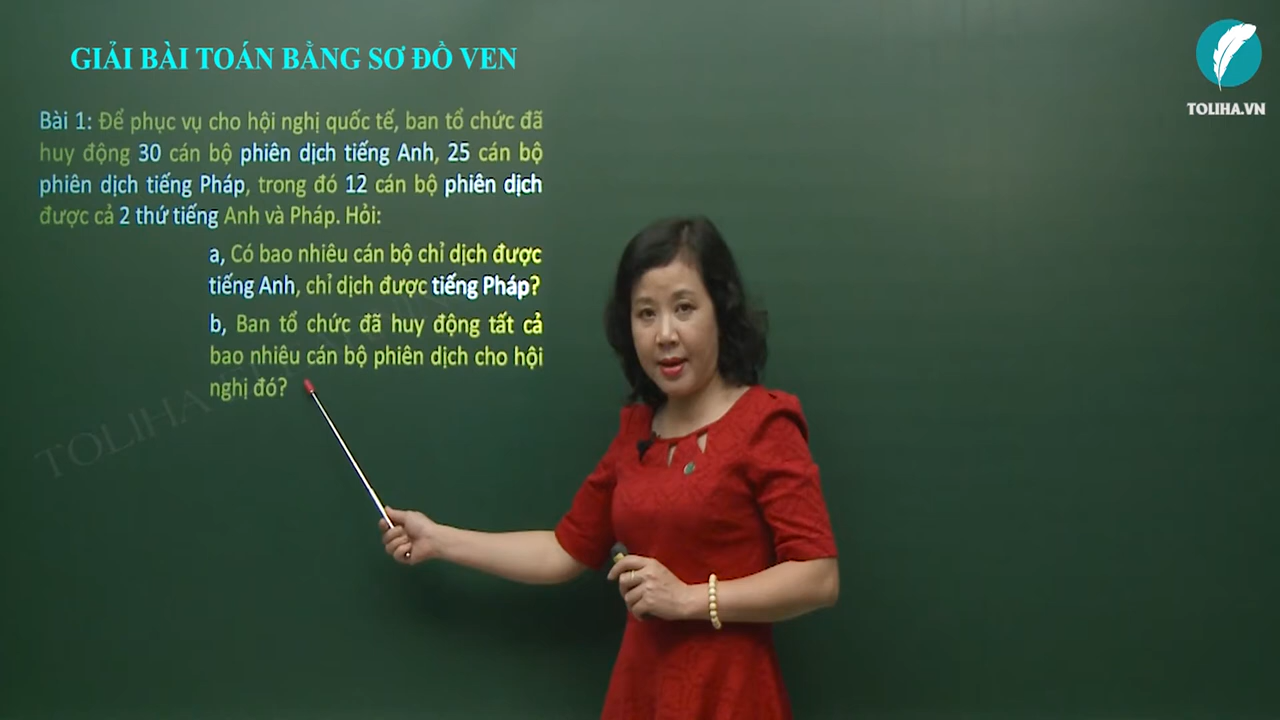 GIẢI BÀI TOÁN BẰNG SƠ ĐỒ VEN
TOLIHA.VN
Bài 1: Để phục vụ cho hội nghị quốc tế, ban tổ chức đã
huy động 30 cán bộ phiên dịch tiếng Anh, 25 cán bộ
phiên dịch tiếng Pháp, trong đó 12 cán bộ phiên dịch
được cả 2 thứ tiếng Anh và Pháp. Hỏi:
a, Có bao nhiêu cán bộ chỉ dịch được
tiếng Anh, chỉ dịch được tiếng Pháp?
b, Ban tổ chức đã huy động tất cả
bao nhiêu cán bộ phiên dịch cho hội
nghị đó?